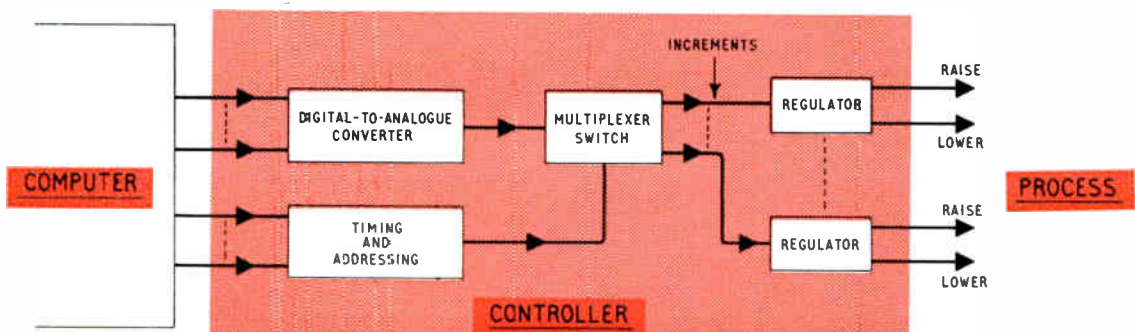 INCREMENTS
RAISE
REGULATOR
DIGITAL-TO-ANALOGUE
CONVERTER
MULTIPLEXER
SWITCH
LOWER
COMPUTER
PROCESS
TIMING
AND
ADDRESSING
RAISE
REGULATOR
LOWER
CONTROLLER